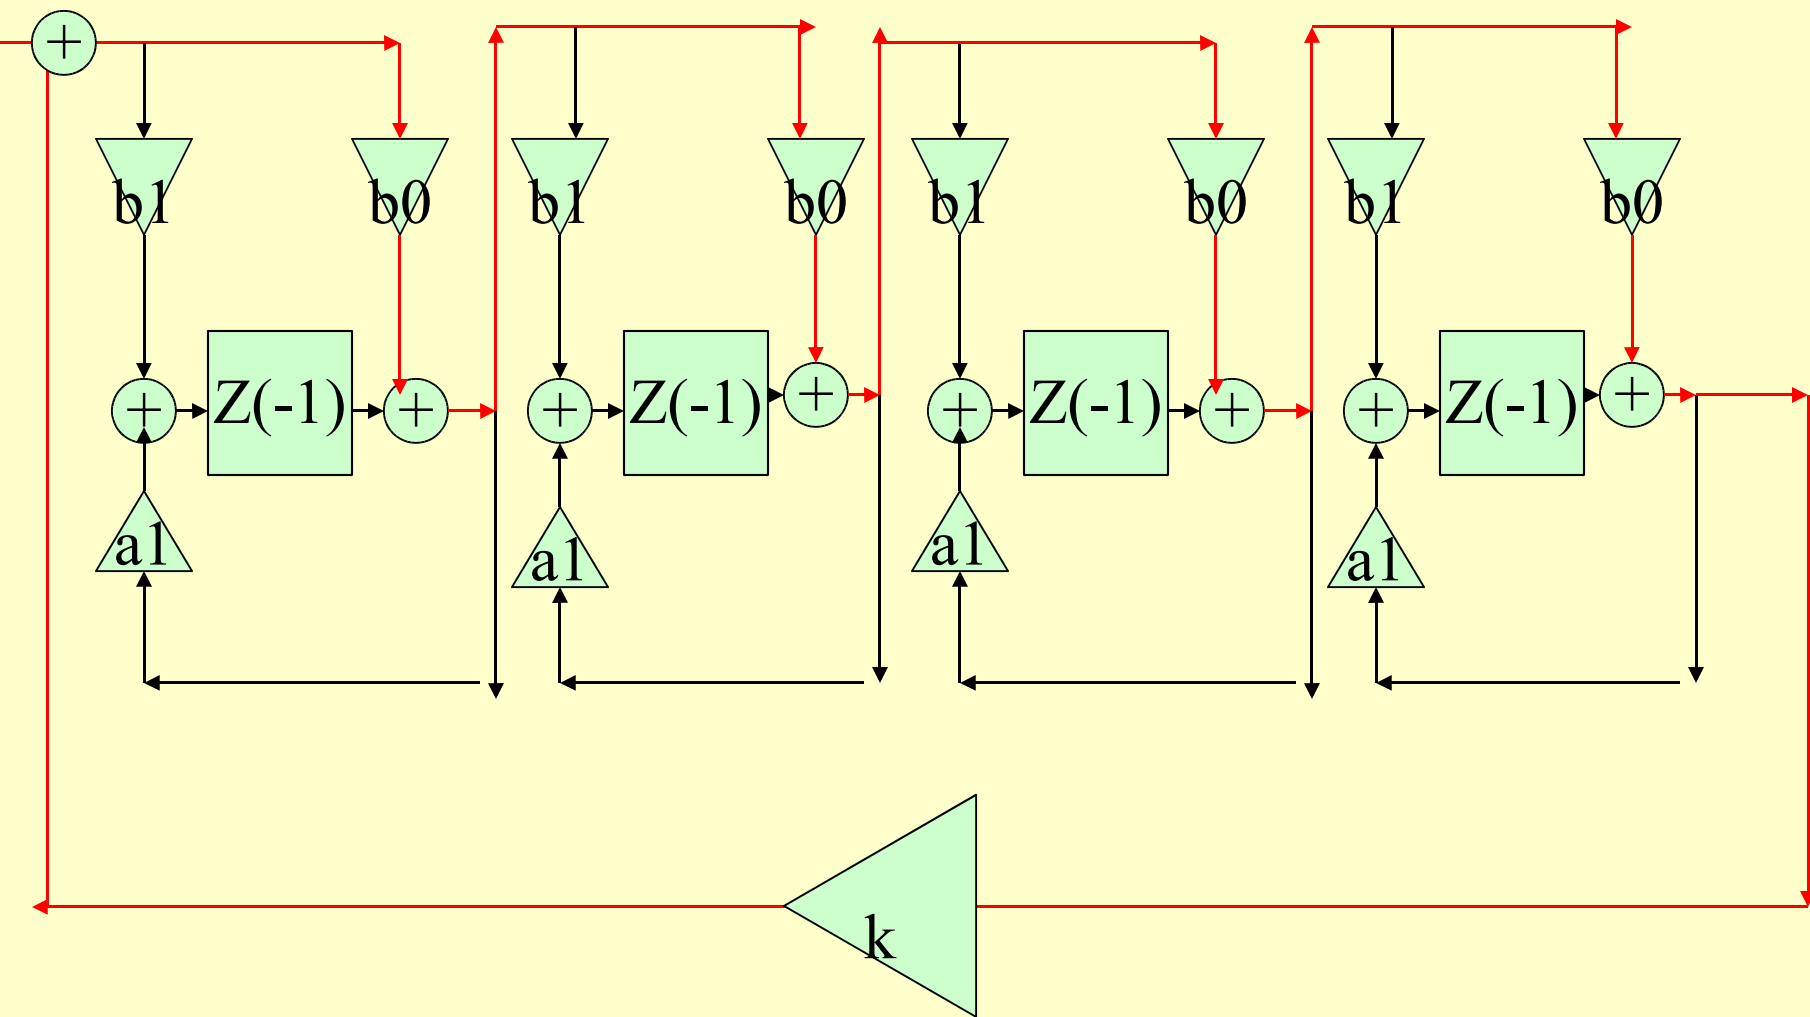 +
b1 b0 b1 b0 b1 b0 b1 b0
+ Z(-1) + + Z(-1) + + Z(-1) + + Z(-1) +
a1 a1 a1 a1
k